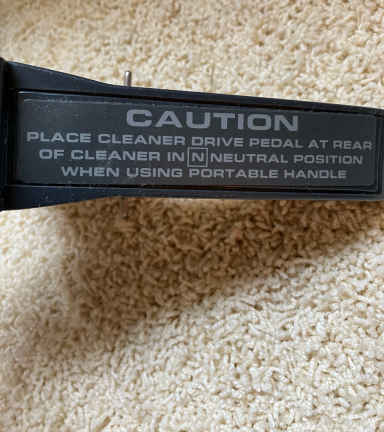 CAUTION
PLACE CLEANER DRIVE PEDAL AT REAR
OF CLEANER IN N NEUTRAL POSITION
WHEN USING PORTABLE HANDLE